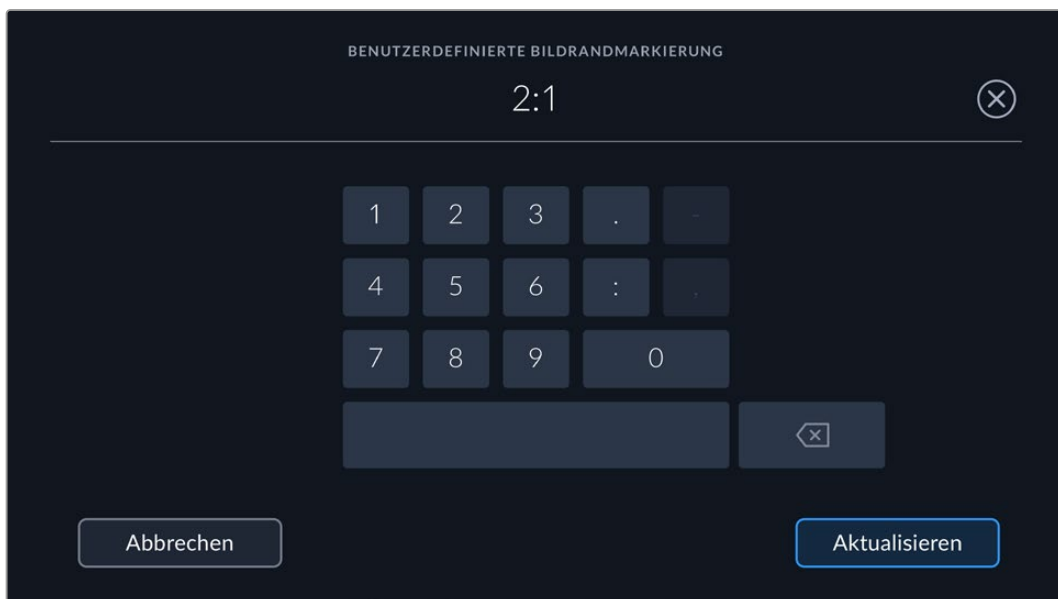 BENUTZERDEFINIERTE BILDRANDMARKIERUNG
2:1
1 2 3 . -
4 5 6 : ,
7 8 9 0
Abbrechen Aktualisieren